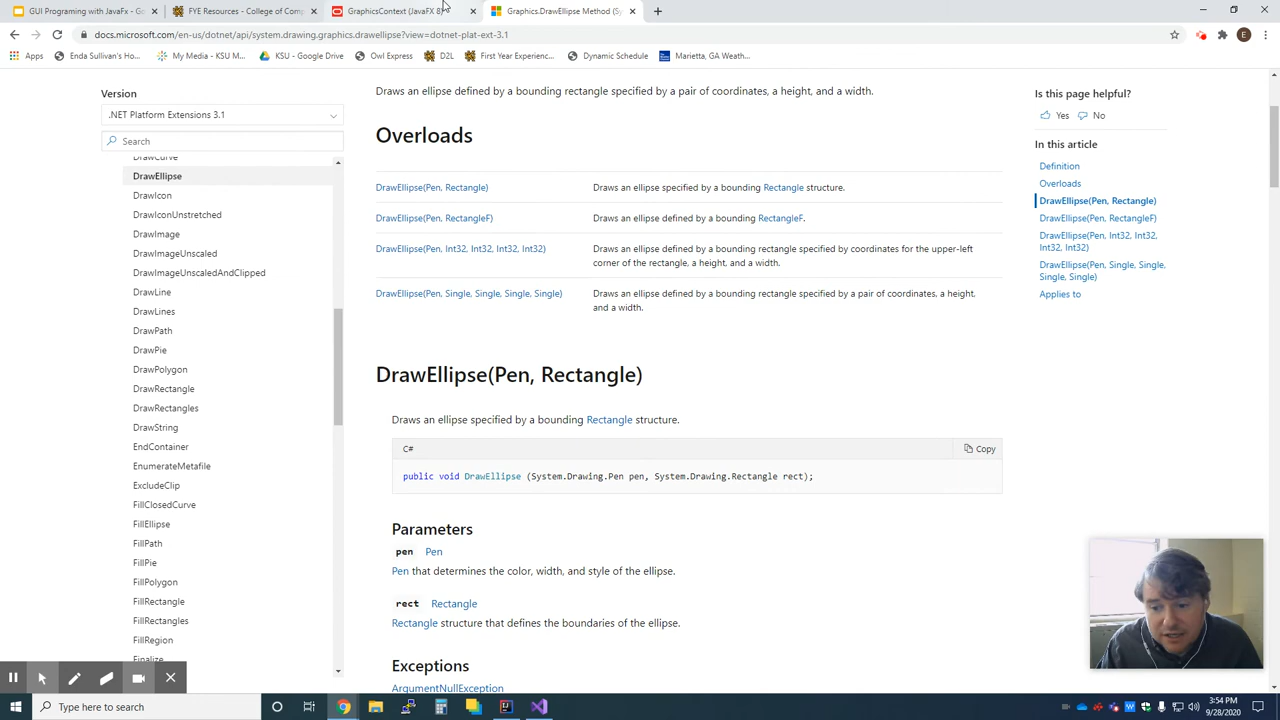 GUI Programing with JavaFx - Go
FYE Resources - College of Comp
GraphicsContext (JavaFX 8)
Graphics.DrawEllipse Method (Sy
docs.microsoft.com/en-us/dotnet/api/system.drawing.graphics.drawellipse?view=dotnet-plat-ext-3.1
E
Apps
Enda Sullivan's Ho...
My Media - KSU M...
KSU - Google Drive
Owl Express
D2L
First Year Experienc...
Dynamic Schedule
Marietta, GA Weath...
Version
.NET Platform Extensions 3.1
Search
DrawCurve
DrawEllipse
DrawIcon
DrawIconUnstretched
DrawImage
DrawImageUnscaled
DrawImageUnscaledAndClipped
DrawLine
DrawLines
DrawPath
DrawPie
DrawPolygon
DrawRectangle
DrawRectangles
DrawString
EndContainer
EnumerateMetafile
ExcludeClip
FillClosedCurve
FillEllipse
FillPath
FillPie
FillPolygon
FillRectangle
FillRectangles
FillRegion
Finalize
Draws an ellipse defined by a bounding rectangle specified by a pair of coordinates, a height, and a width.
Overloads
DrawEllipse(Pen, Rectangle) Draws an ellipse specified by a bounding Rectangle structure.
DrawEllipse(Pen, RectangleF) Draws an ellipse defined by a bounding RectangleF.
DrawEllipse(Pen, Int32, Int32, Int32, Int32) Draws an ellipse defined by a bounding rectangle specified by coordinates for the upper-left
corner of the rectangle, a height, and a width.
DrawEllipse(Pen, Single, Single, Single, Single) Draws an ellipse defined by a bounding rectangle specified by a pair of coordinates, a height,
and a width.
DrawEllipse(Pen, Rectangle)
Draws an ellipse specified by a bounding Rectangle structure.
C#
Copy
public void DrawEllipse (System.Drawing.Pen pen, System.Drawing.Rectangle rect);
Parameters
pen Pen
Pen that determines the color, width, and style of the ellipse.
rect Rectangle
Rectangle structure that defines the boundaries of the ellipse.
Exceptions
ArgumentNullException
Is this page helpful?
Yes No
In this article
Definition
Overloads
DrawEllipse(Pen, Rectangle)
DrawEllipse(Pen, RectangleF)
DrawEllipse(Pen, Int32, Int32,
Int32, Int32)
DrawEllipse(Pen, Single, Single,
Single, Single)
Applies to
Type here to search
3:54 PM
9/28/2020